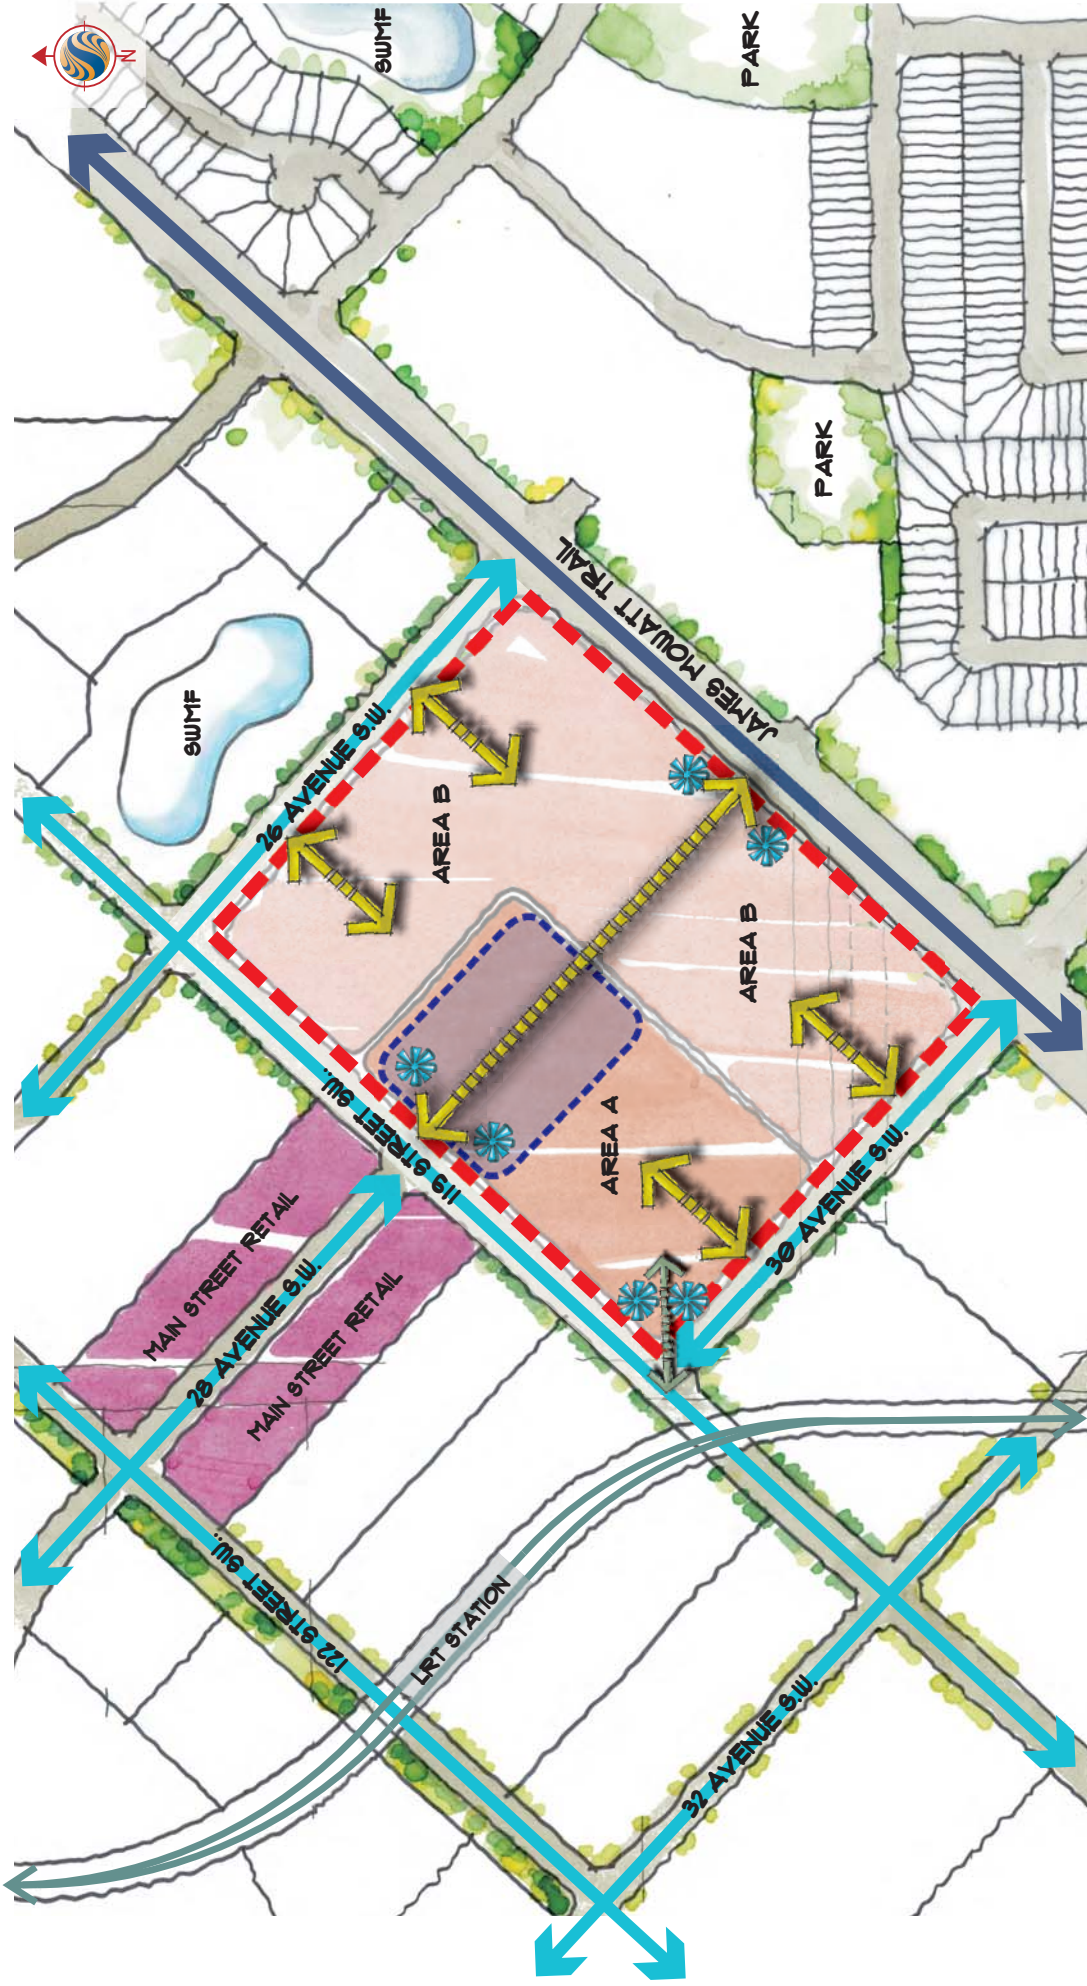 N
SWMF
PARK
PARK
JAMES MOWATT TRAIL
SWMF
26 AVENUE S.W.
AREA B
AREA B
119 STREET SW..
AREA A
30 AVENUE S.W.
MAIN STREET RETAIL
28 AVENUE S.W.
MAIN STREET RETAIL
122 STREET SW..
LRT STATION
32 AVENUE S.W.